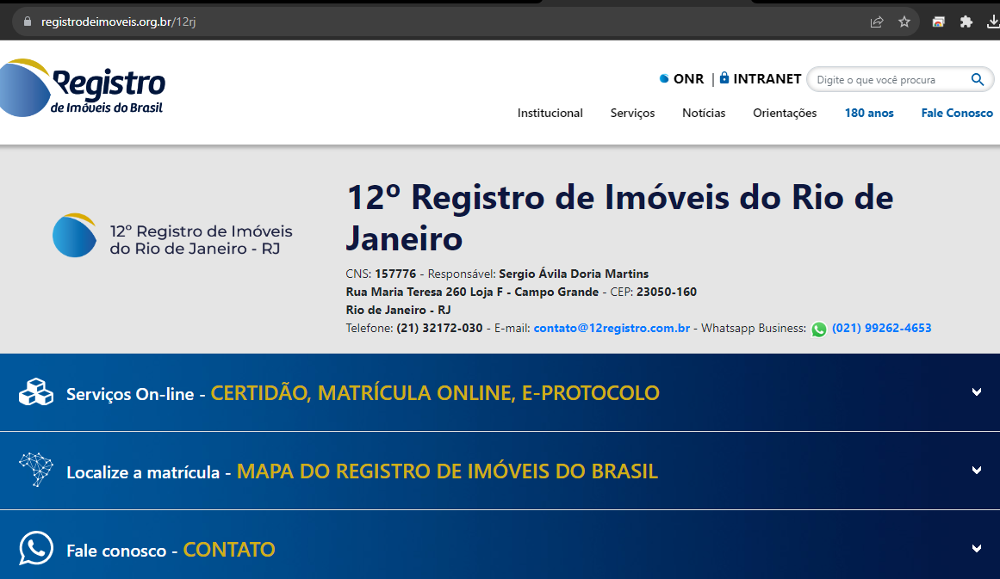 registrodeimoveis.org.br/12rj
Registro
de Imóveis do Brasil
ONR | INTRANET
Digite o que você procura
Institucional Serviços Notícias Orientações 180 anos Fale Conosco
12º Registro de Imóveis
do Rio de Janeiro - RJ
12º Registro de Imóveis do Rio de
Janeiro
CNS: 157776 - Responsável: Sergio Ávila Doria Martins
Rua Maria Teresa 260 Loja F - Campo Grande - CEP: 23050-160
Rio de Janeiro - RJ
Telefone: (21) 32172-030 - E-mail: contato@12registro.com.br - Whatsapp Business: (021) 99262-4653
Serviços On-line - CERTIDÃO, MATRÍCULA ONLINE, E-PROTOCOLO
Localize a matrícula - MAPA DO REGISTRO DE IMÓVEIS DO BRASIL
Fale conosco - CONTATO